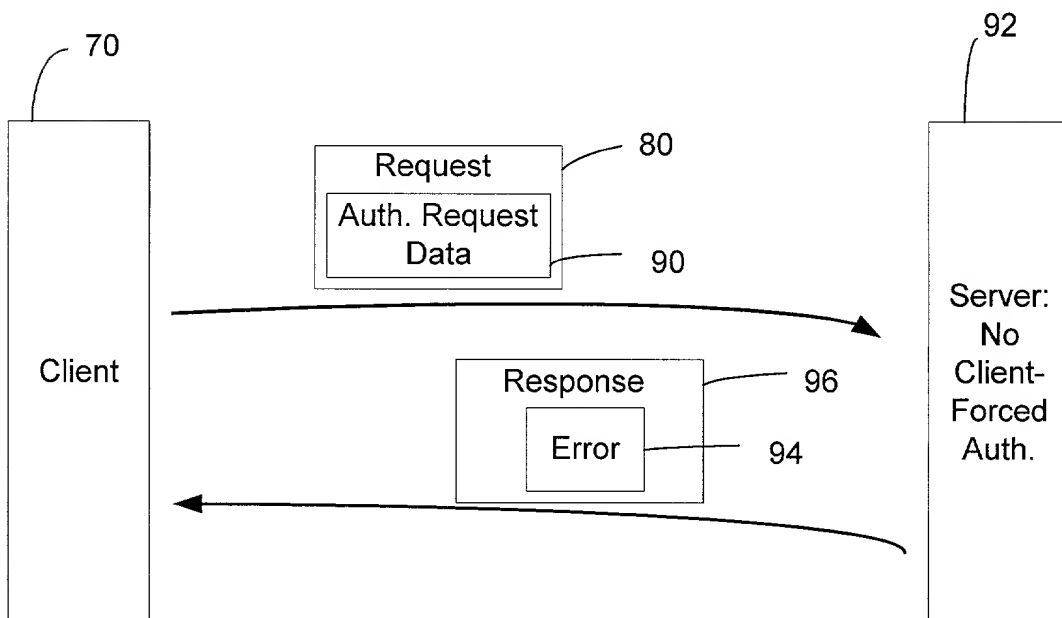 70
92
Request
80
Auth. Request
Data
90
Client
Server:
No
Client-
Forced
Auth.
Response
96
Error
94